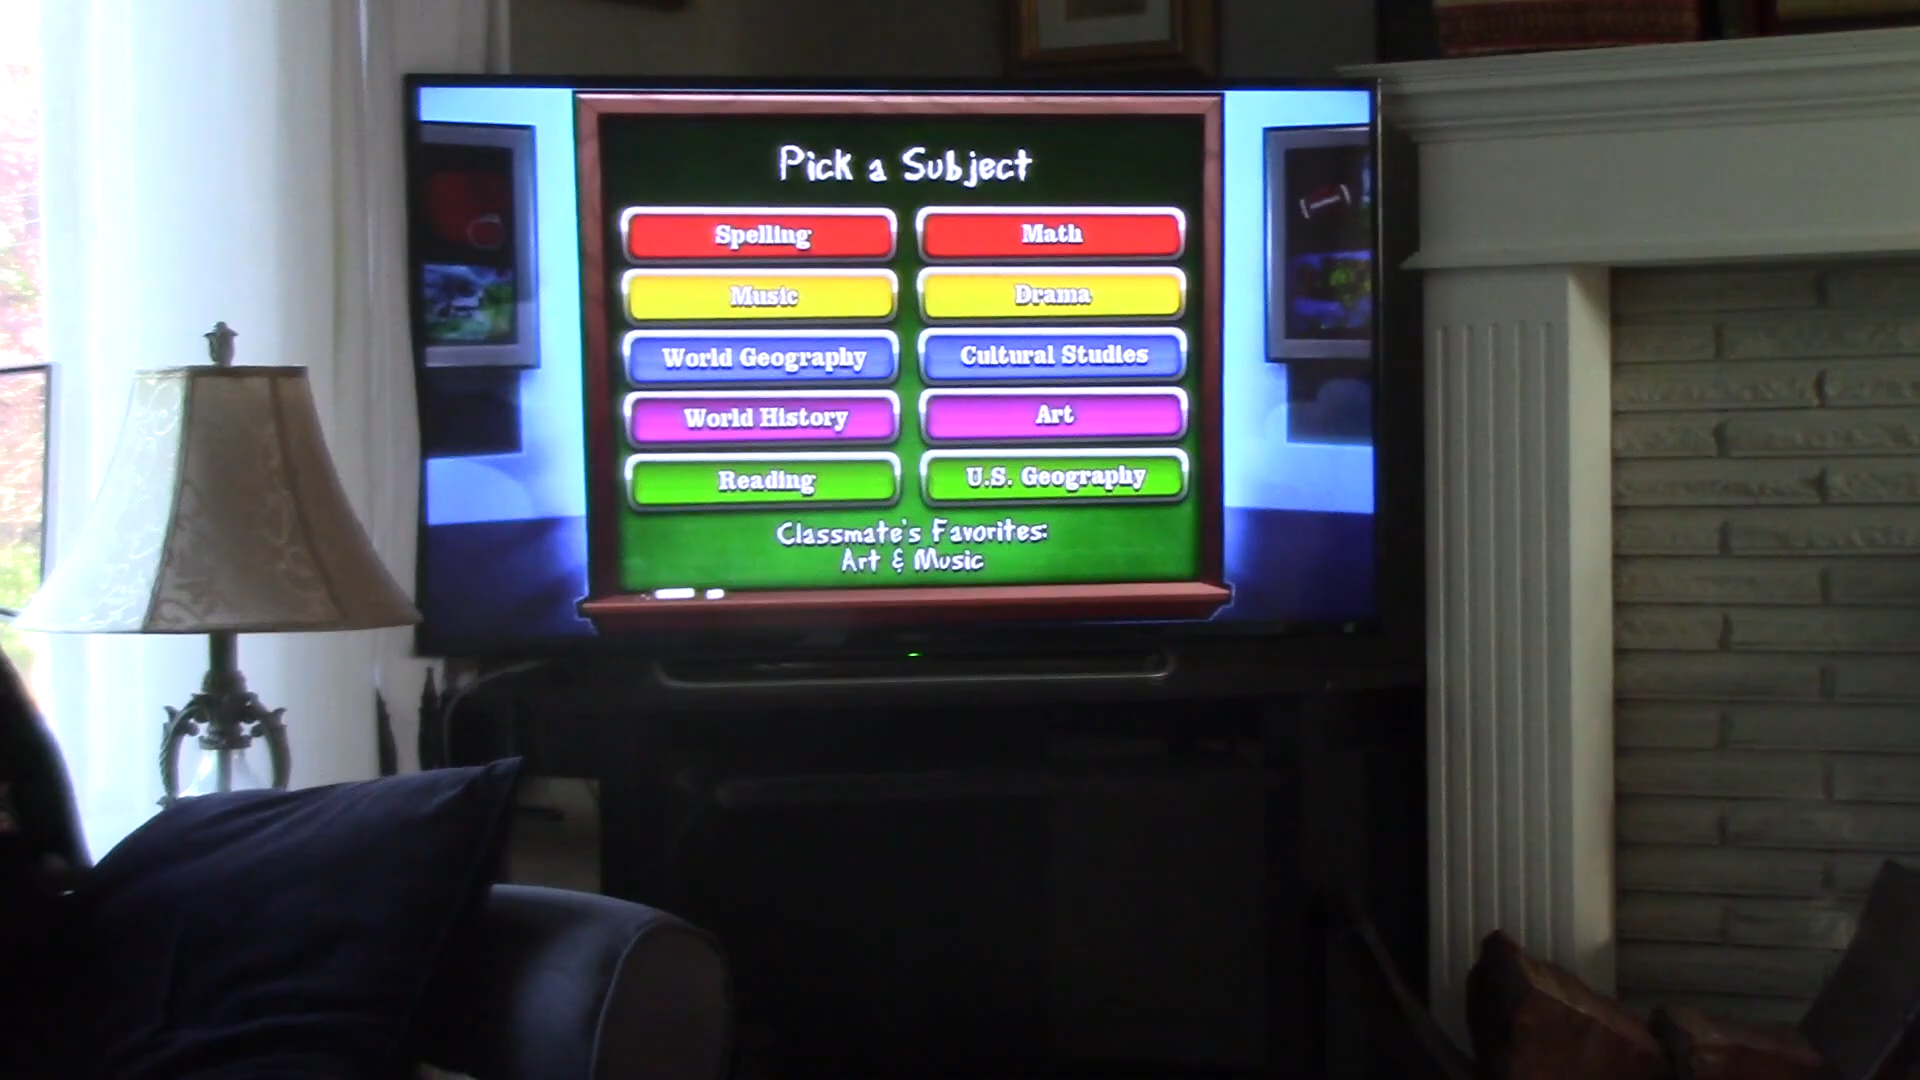 Pick a Subject
Spelling
Math
Music
Drama
World Geography
Cultural Studies
World History
Art
Reading
U.S. Geography
Classmate's Favorites:
Art & Music